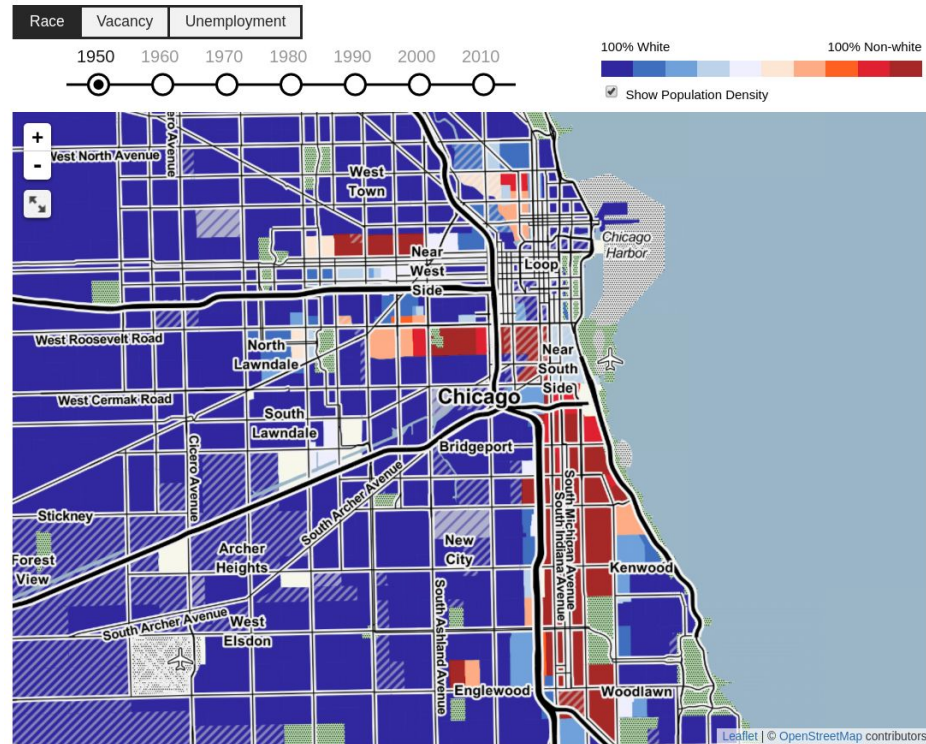 Race Vacancy Unemployment
1950 1960 1970 1980 1990 2000 2010
100% White 100% Non-white
Show Population Density
+
-
West North Avenue
ero Avenue
West
Town
Chicago
Harbor
Near
West
Side
Loop
West Roosevelt Road
North
Lawndale
Near
South
Side
West Cermak Road
Chicago
South
Lawndale
Bridgeport
Cicero Avenue
South Archer Avenue
South Michigan Avenue
South Indiana Avenue
Stickney
Forest
View
Archer
Heights
New
City
Kenwood
South Archer Avenue
West
Elsdon
South Ashland Avenue
Englewood
Woodlawn
Leaflet | © OpenStreetMap contributors